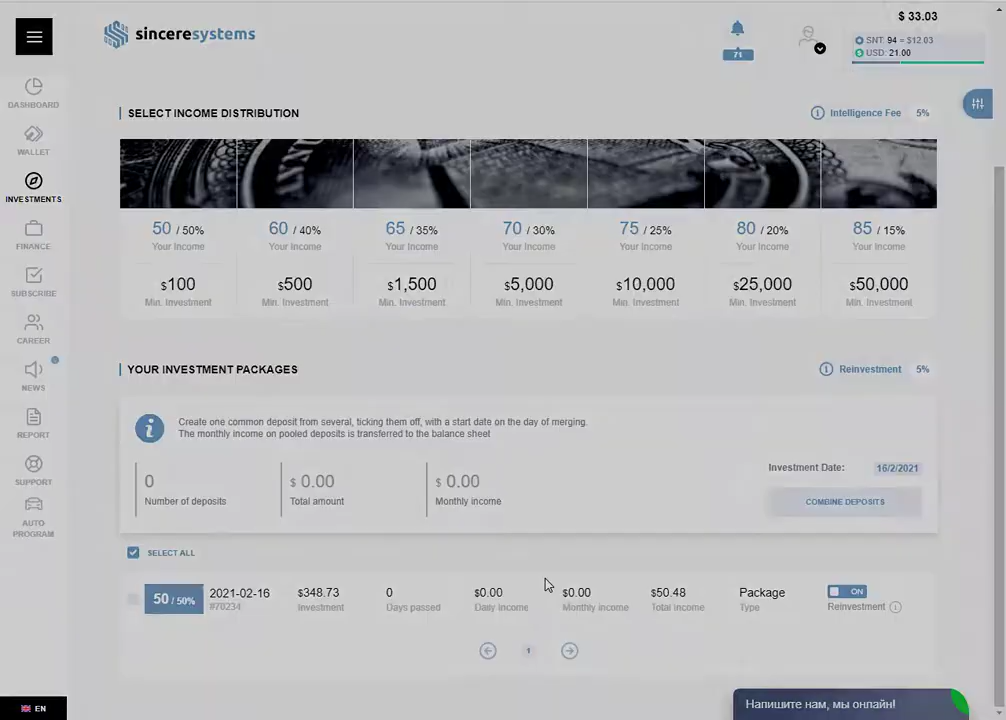 $ 33.03
sinceresystems
SNT: 94 = $12.03
USD: 21.00
DASHBOARD
WALLET
INVESTMENTS
FINANCE
SUBSCRIBE
CAREER
NEWS
REPORT
SUPPORT
AUTO
PROGRAM
EN
SELECT INCOME DISTRIBUTION
Intelligence Fee 5%
50 / 50% 60 / 40% 65 / 35% 70 / 30% 75 / 25% 80 / 20% 85 / 15%
Your Income Your Income Your Income Your Income Your Income Your Income Your Income
$100 $500 $1,500 $5,000 $10,000 $25,000 $50,000
Min. Investment Min. Investment Min. Investment Min. Investment Min. Investment Min. Investment Min. Investment
YOUR INVESTMENT PACKAGES
Reinvestment 5%
Create one common deposit from several, ticking them off, with a start date on the day of merging.
The monthly income on pooled deposits is transferred to the balance sheet
Investment Date: 16/2/2021
0 $ 0.00 $ 0.00
Number of deposits Total amount Monthly income
COMBINE DEPOSITS
SELECT ALL
50 / 50% 2021-02-16 $348.73 0 $0.00 $0.00 $50.48 Package ON
#70234 Investment Days passed Daily income Monthly income Total income Type Reinvestment
1
Напишите нам, мы онлайн!